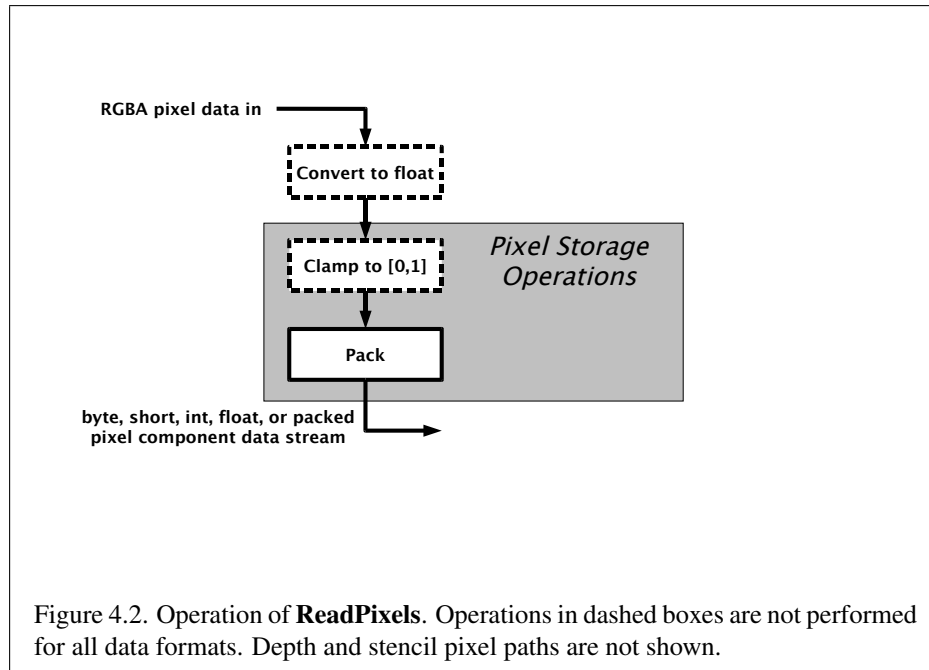 RGBA pixel data in
Convert to float
Pixel Storage
Operations
Clamp to [0,1]
Pack
byte, short, int, float, or packed
pixel component data stream
Figure 4.2. Operation of ReadPixels. Operations in dashed boxes are not performed
for all data formats. Depth and stencil pixel paths are not shown.